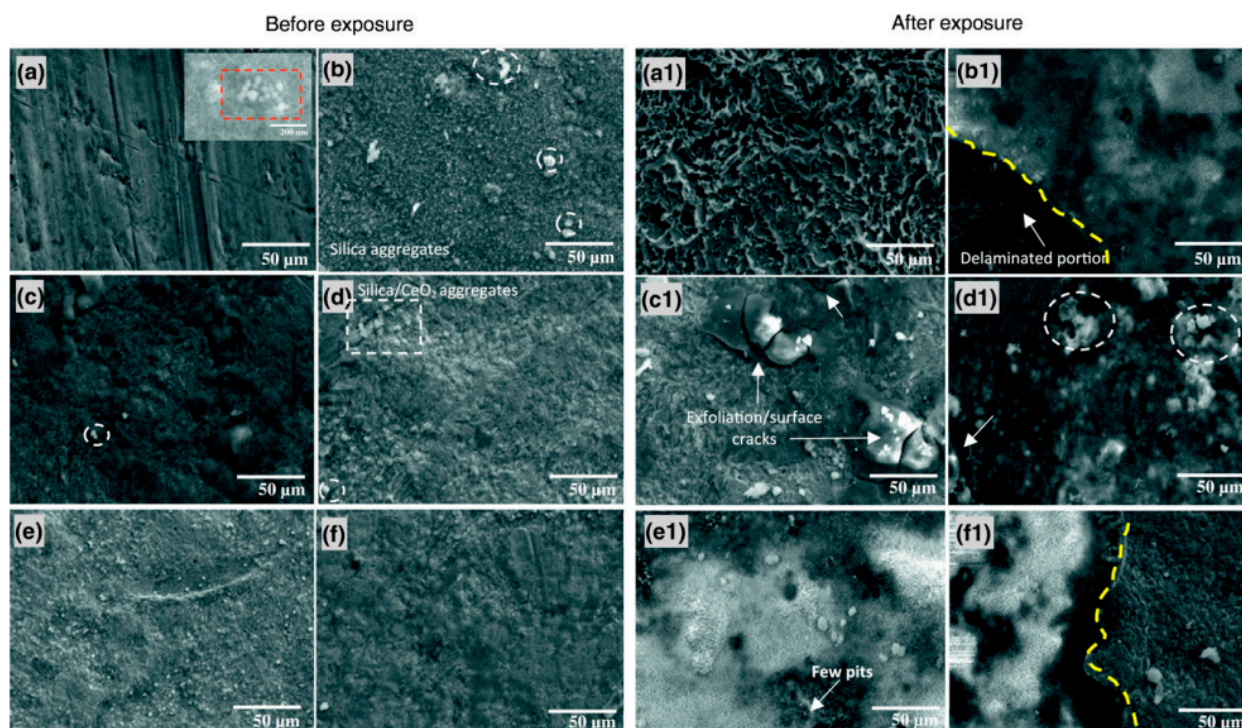 Before exposure
After exposure
(a)
200 nm
50 µm
(b)
Silica aggregates
50 µm
(a1)
50 µm
(b1)
Delaminated portion
50 µm
(c)
50 µm
(d)
Silica/CeO₂ aggregates
50 µm
(c1)
Exfoliation/surface
cracks
50 µm
(d1)
50 µm
(e)
50 µm
(f)
50 µm
(e1)
Few pits
50 µm
(f1)
50 µm